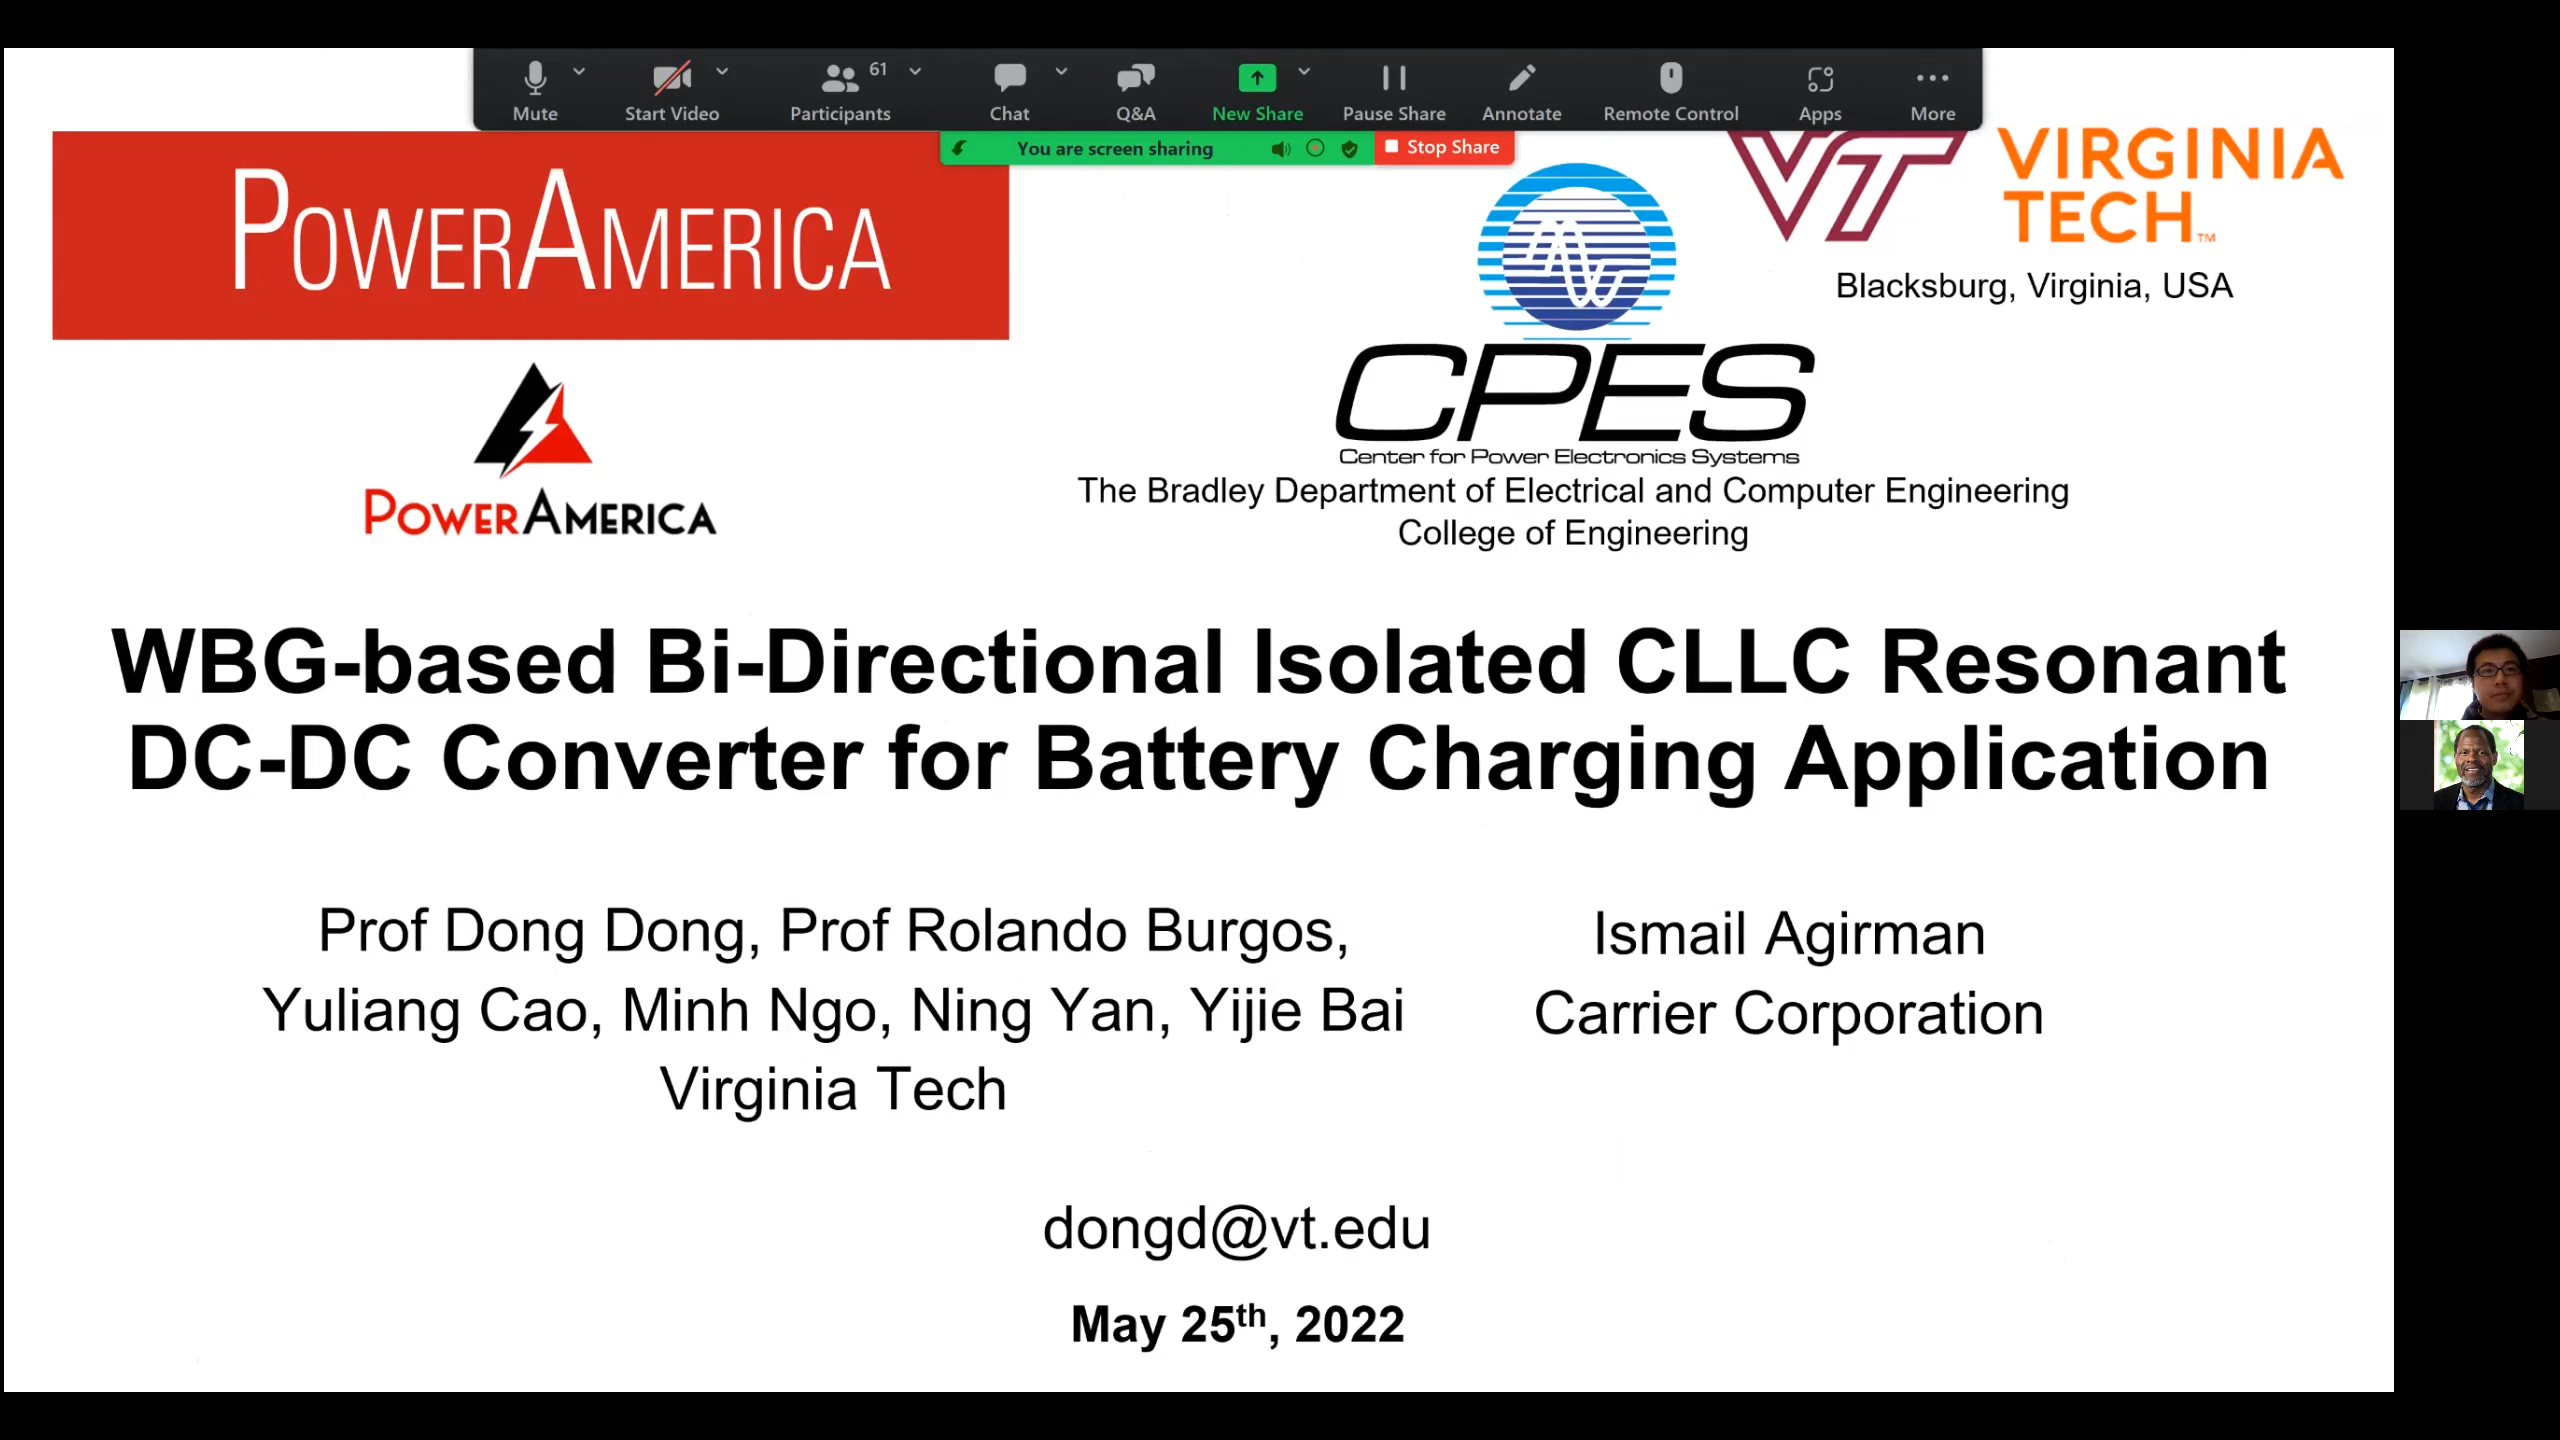 Mute
Start Video
Participants
61
Chat
Q&A
New Share
Pause Share
Annotate
Remote Control
Apps
More
You are screen sharing
Stop Share
POWERAMERICA
POWERAMERICA
VT
VIRGINIA
TECH™
Blacksburg, Virginia, USA
CPES
Center for Power Electronics Systems
The Bradley Department of Electrical and Computer Engineering
College of Engineering
WBG-based Bi-Directional Isolated CLLC Resonant
DC-DC Converter for Battery Charging Application
Prof Dong Dong, Prof Rolando Burgos,
Yuliang Cao, Minh Ngo, Ning Yan, Yijie Bai
Virginia Tech
Ismail Agirman
Carrier Corporation
dongd@vt.edu
May 25th, 2022